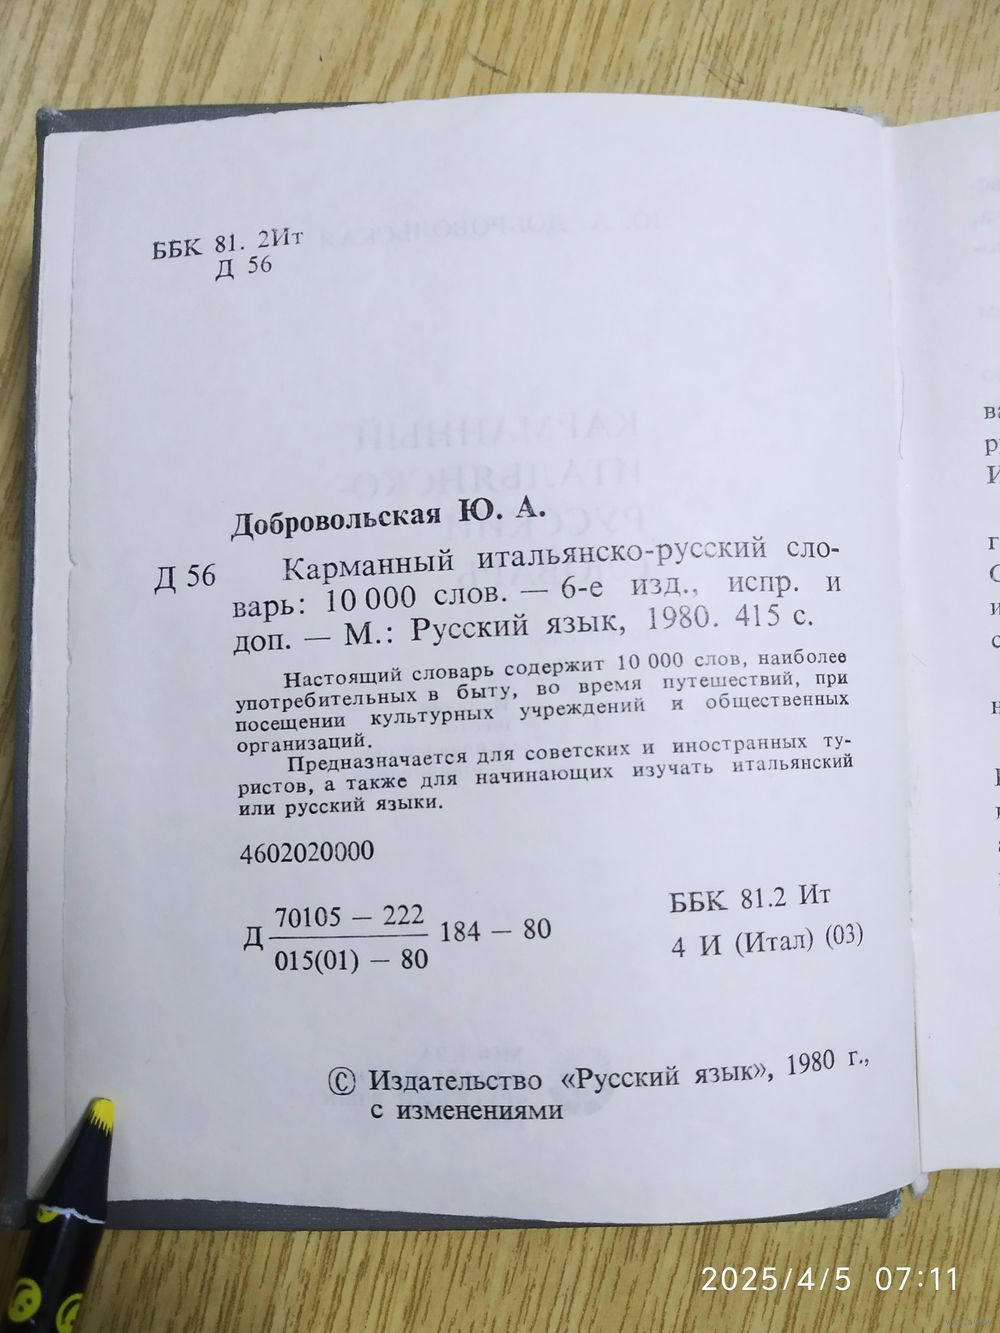 ББК 81. 2Ит
Д 56
Добровольская Ю. А.
Д 56 Карманный итальянско-русский сло-
варь: 10 000 слов. — 6-е изд., испр. и
доп. — М.: Русский язык, 1980. 415 с.
Настоящий словарь содержит 10 000 слов, наиболее
употребительных в быту, во время путешествий, при
посещении культурных учреждений и общественных
организаций.
Предназначается для советских и иностранных ту-
ристов, а также для начинающих изучать итальянский
или русский языки.
4602020000
Д 70105 — 222
015(01) — 80
184 — 80
ББК 81.2 Ит
4 И (Итал) (03)
© Издательство «Русский язык», 1980 г.,
с изменениями
2025/4/5 07:11